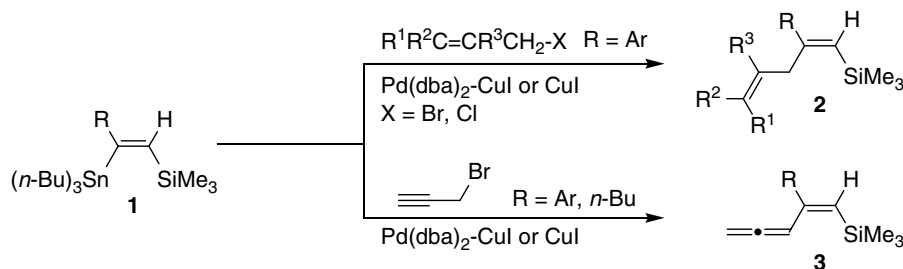 R¹R²C=CR³CH₂-X R = Ar
Pd(dba)₂-CuI or CuI
X = Br, Cl
R H
(n-Bu)₃Sn SiMe₃
1
R H
R³
SiMe₃
R²
R¹
2
Br
R = Ar, n-Bu
Pd(dba)₂-CuI or CuI
R H
SiMe₃
3